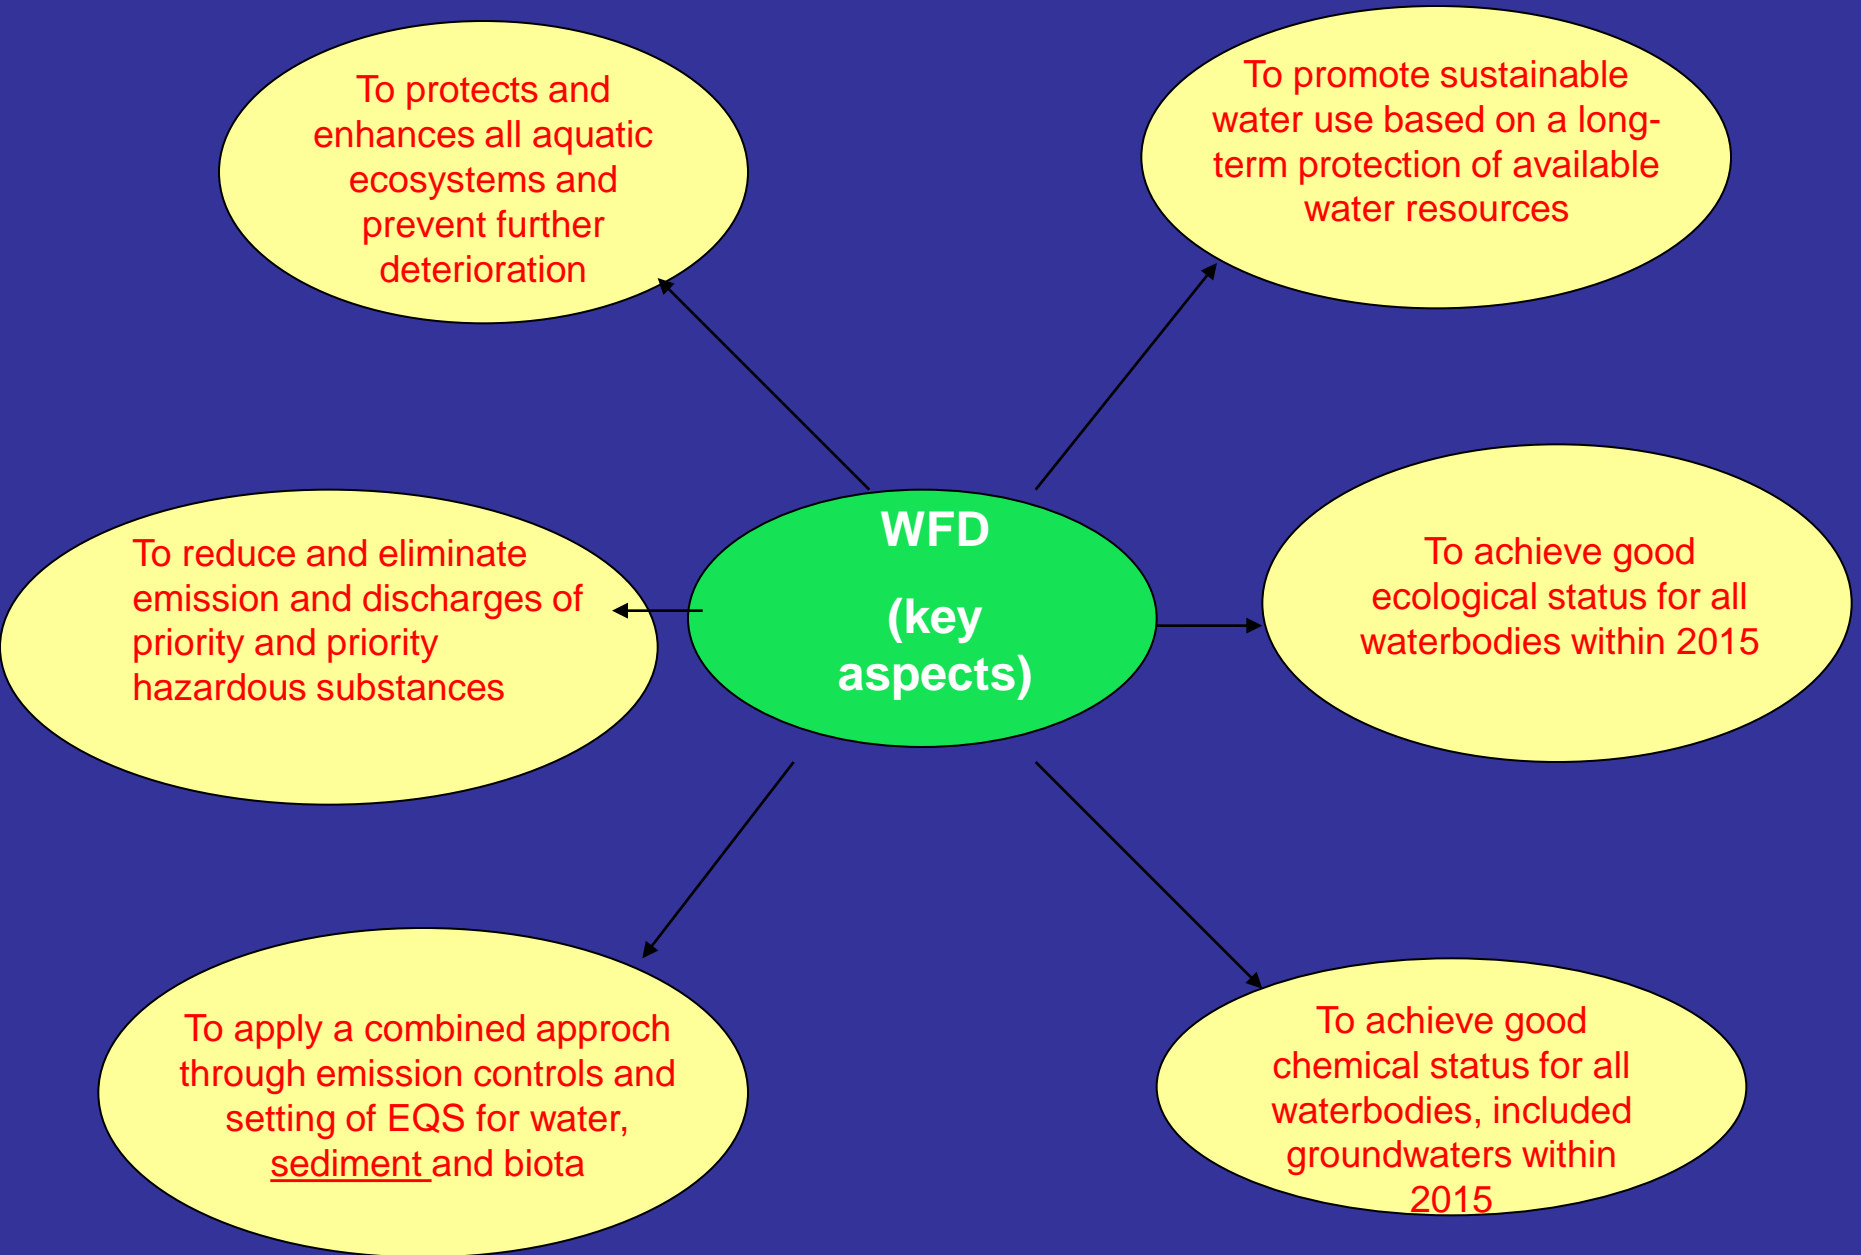 To protects and
enhances all aquatic
ecosystems and
prevent further
deterioration
To promote sustainable
water use based on a long-
term protection of available
water resources
To reduce and eliminate
emission and discharges of
priority and priority
hazardous substances
WFD
(key
aspects)
To achieve good
ecological status for all
waterbodies within 2015
To apply a combined approch
through emission controls and
setting of EQS for water,
sediment and biota
To achieve good
chemical status for all
waterbodies, included
groundwaters within
2015